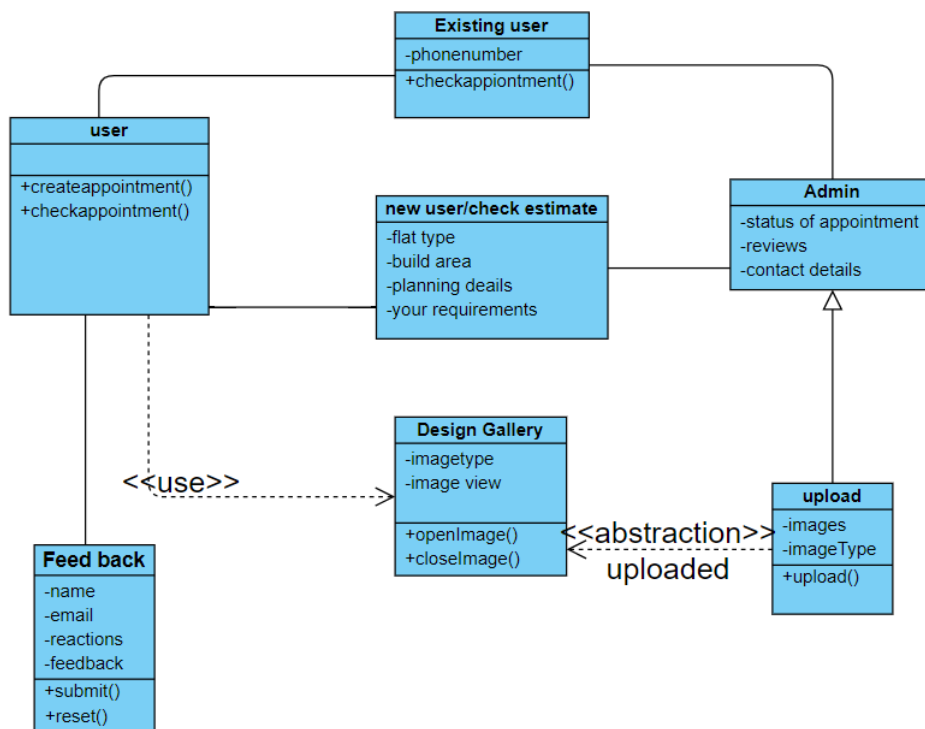 Existing user
-phonenumber
+checkappiontment()
user
+createappointment()
+checkappointment()
new user/check estimate
-flat type
-build area
-planning deails
-your requirements
Admin
-status of appointment
-reviews
-contact details
Design Gallery
-imagetype
-image view
+openImage()
+closeImage()
<<use>>
<<abstraction>>
uploaded
upload
-images
-imageType
+upload()
Feed back
-name
-email
-reactions
-feedback
+submit()
+reset()